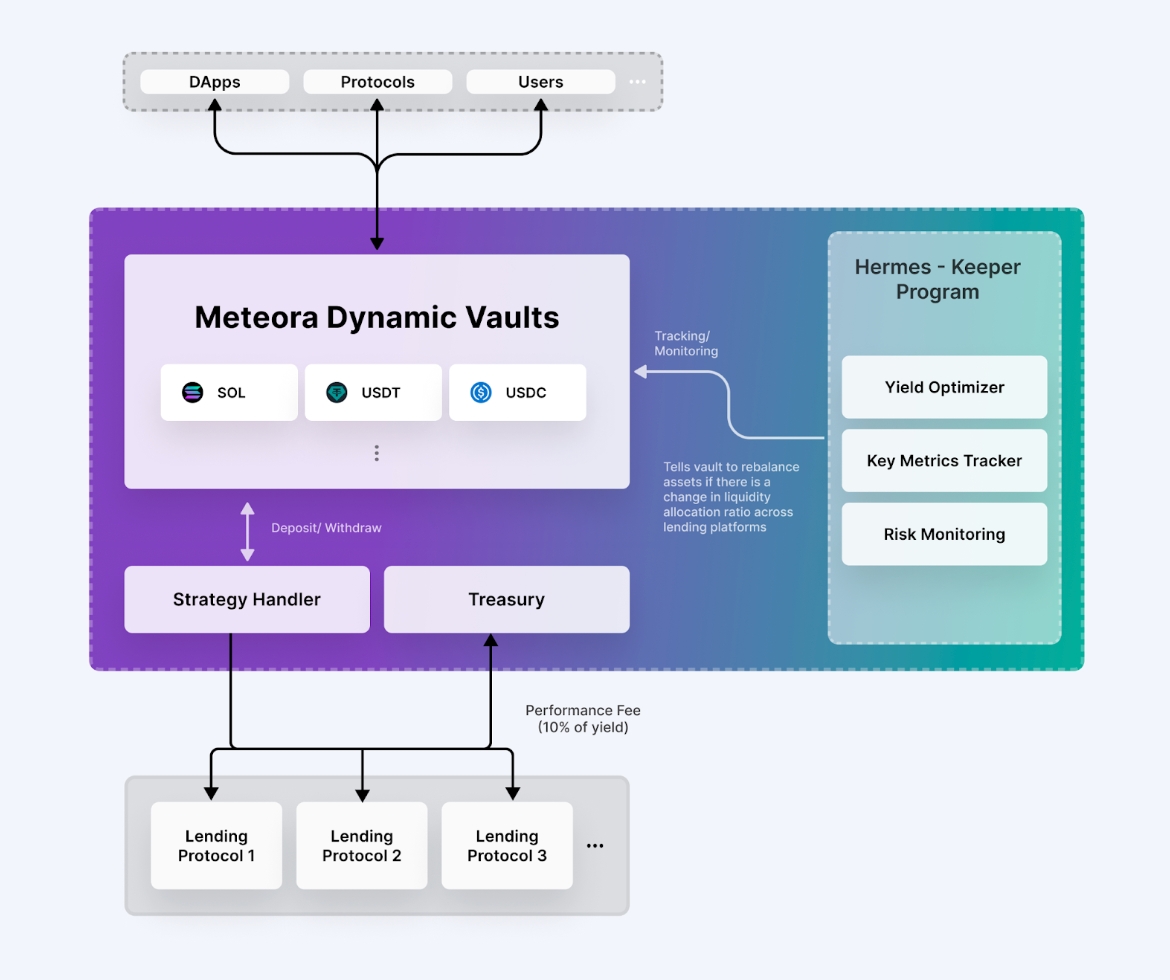 DApps
Protocols
Users
...
Meteora Dynamic Vaults
SOL
USDT
USDC
Hermes - Keeper
Program
Tracking/
Monitoring
Yield Optimizer
Key Metrics Tracker
Risk Monitoring
Tells vault to rebalance
assets if there is a
change in liquidity
allocation ratio across
lending platforms
Deposit/ Withdraw
Strategy Handler
Treasury
Performance Fee
(10% of yield)
Lending
Protocol 1
Lending
Protocol 2
Lending
Protocol 3
...